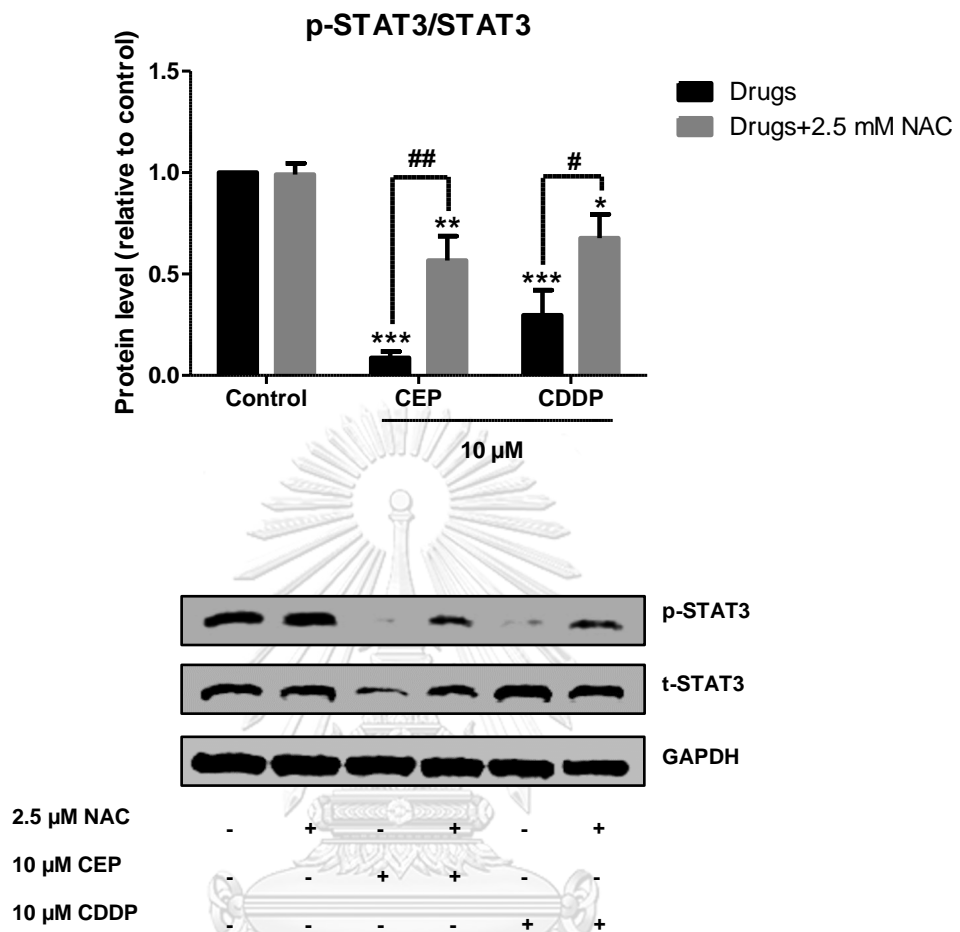 p-STAT3/STAT3
Protein level (relative to control)
1.5
1.0
0.5
0.0
Drugs
Drugs+2.5 mM NAC
##
#
***
**
***
*
Control CEP CDDP
10 µM
p-STAT3
t-STAT3
GAPDH
2.5 µM NAC - + - + - +
10 µM CEP - - + + - -
10 µM CDDP - - - - + +